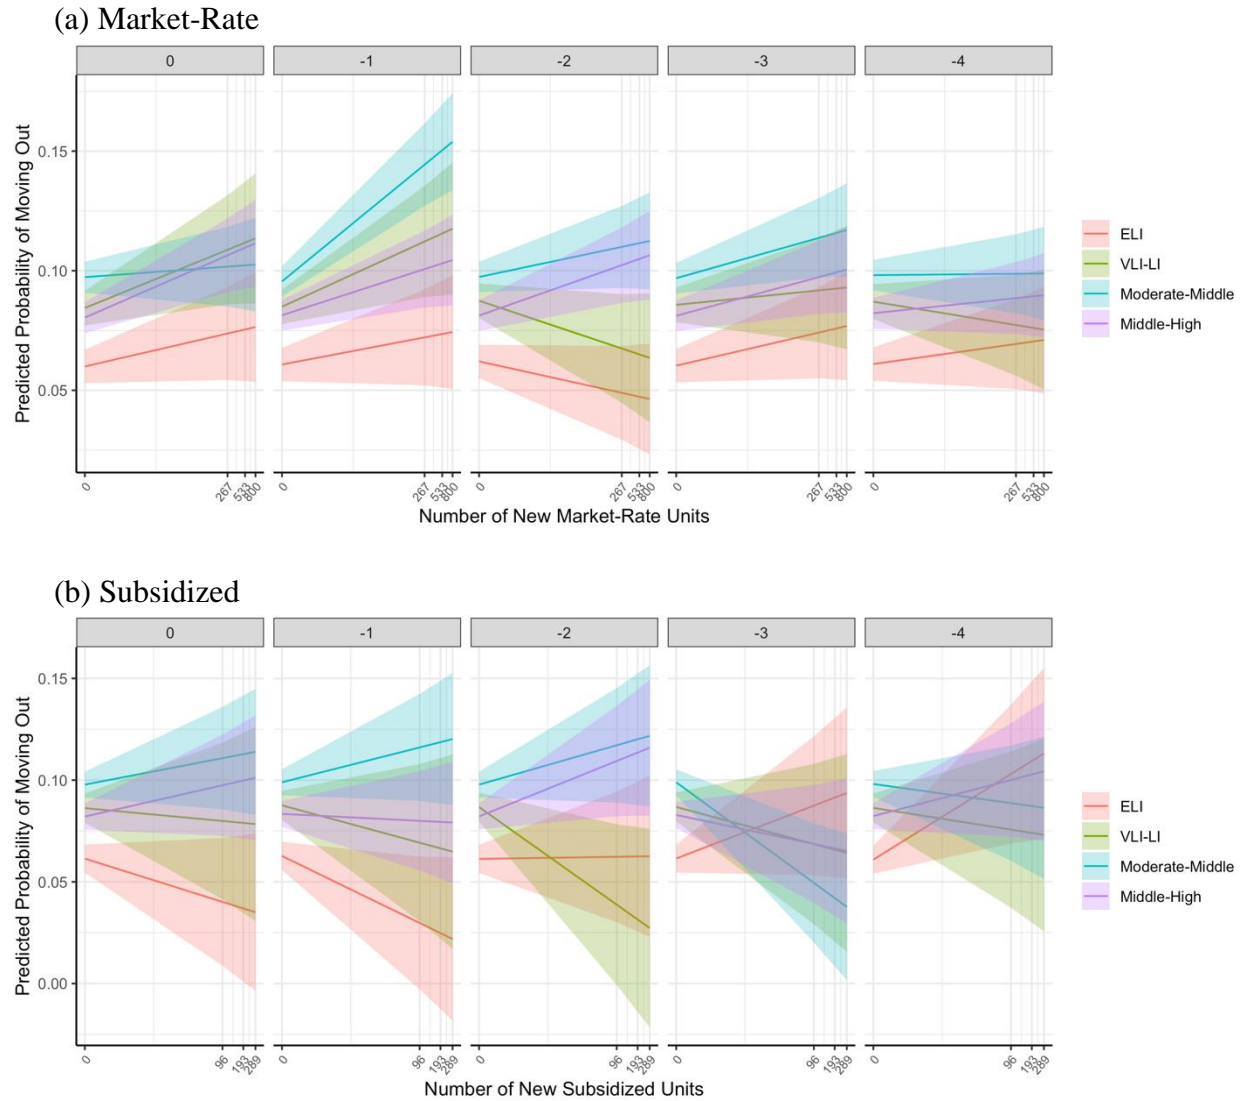 (a) Market-Rate
0 -1 -2 -3 -4
Predicted Probability of Moving Out
0.15
0.10
0.05
0 267 533 800 0 267 533 800 0 267 533 800 0 267 533 800 0 267 533 800
Number of New Market-Rate Units
ELI
VLI-LI
Moderate-Middle
Middle-High
(b) Subsidized
0 -1 -2 -3 -4
Predicted Probability of Moving Out
0.15
0.10
0.05
0.00
0 96 193 289 0 96 193 289 0 96 193 289 0 96 193 289 0 96 193 289
Number of New Subsidized Units
ELI
VLI-LI
Moderate-Middle
Middle-High